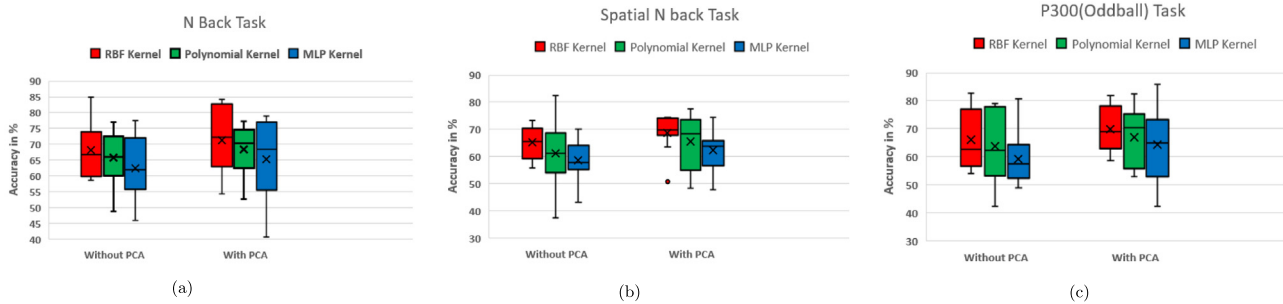 N Back Task
RBF Kernel Polynomial Kernel MLP Kernel
Accuracy in %
90
85
80
75
70
65
60
55
50
45
40
Without PCA With PCA
(a)
Spatial N back Task
RBF Kernel Polynomial Kernel MLP Kernel
Accuracy in %
90
80
70
60
50
40
30
Without PCA With PCA
(b)
P300(Oddball) Task
RBF Kernel Polynomial Kernel MLP Kernel
Accuracy in %
90
80
70
60
50
40
30
Without PCA With PCA
(c)